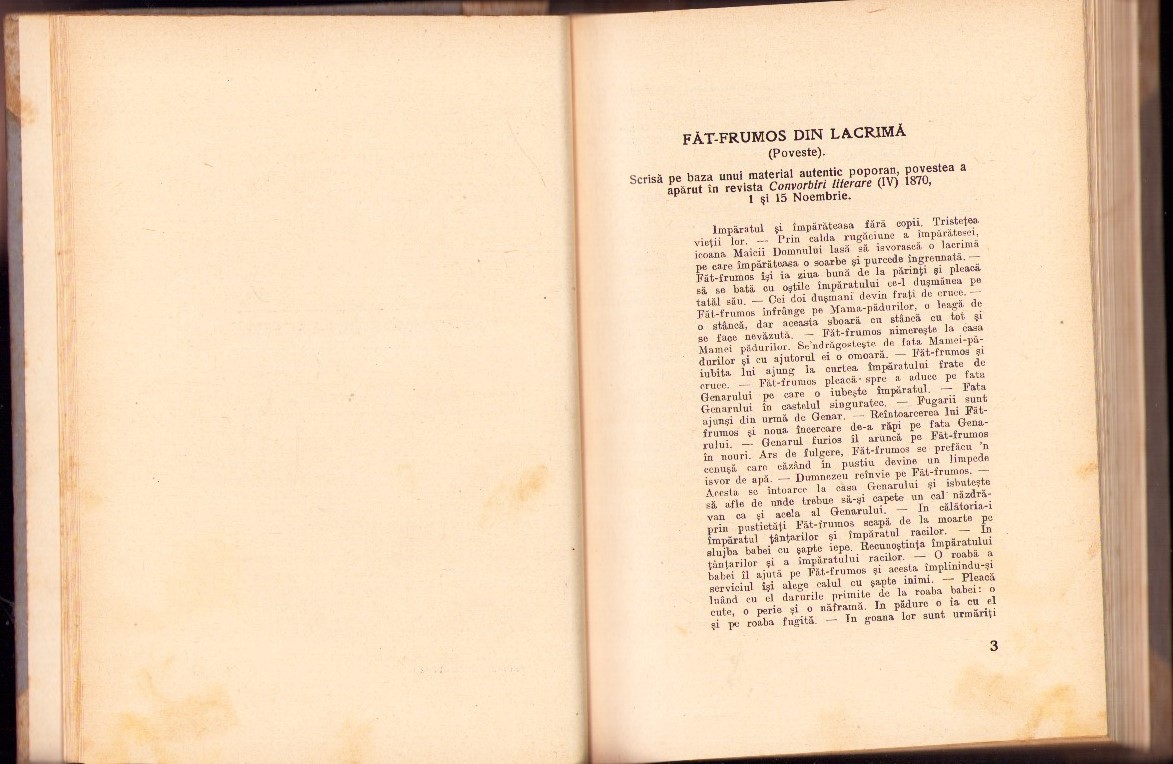 FĂT-FRUMOS DIN LACRIMĂ
(Poveste).
Scrisă pe baza unui material autentic poporan, povestea a
apărut în revista Convorbiri literare (IV) 1870,
1 şi 15 Noembrie.
Impăratul şi împărăteasa fără copii. Tristeţea
vieţii lor. — Prin calda rugăciune a împărătesei,
icoana Maicii Domnului lasă să isvorască o lacrimă
pe care împărăteasa o soarbe şi purcede îngreunată. —
Făt-frumos îşi ia ziua bună de la părinţi şi pleacă
să se bată cu oştile împăratului ce-l duşmănea pe
tatăl său. — Cei doi duşmani devin fraţi de cruce. —
Făt-frumos înfrânge pe Mama-pădurilor, o leagă de
o stâncă, dar aceasta sboară cu stâncă cu tot şi
se face nevăzută. — Făt-frumos nimereşte la casa
Mamei pădurilor. Se'ndrăgosteşte de fata Mamei-pă-
durilor şi cu ajutorul ei o omoară. — Făt-frumos şi
iubita lui ajung la curtea împăratului frate de
cruce. — Făt-frumos pleacă spre a aduce pe fata
Genarului pe care o iubeşte împăratul. — Fata
Genarului în castelul singuratec. — Fugarii sunt
ajunşi din urmă de Genar. — Reîntoarcerea lui Făt-
frumos şi noua încercare de-a răpi pe fata Gena-
rului. — Genarul furios îl aruncă pe Făt-frumos
în nouri. Ars de fulgere, Făt-frumos se prefăcu 'n
cenuşă care căzând în pustiu devine un limpede
isvor de apă. — Dumnezeu reînvie pe Făt-frumos. —
Acesta se întoarce la casa Genarului şi isbuteşte
să afle de unde trebue să-şi capete un cal năzdră-
van ca şi acela al Genarului. — In călătoria-i
prin pustietăţi Făt-frumos scapă de la moarte pe
împăratul ţânţarilor şi împăratul racilor. — In
slujba babei cu şapte iepe. Recunoştinţa împăratului
ţânţarilor şi a împăratului racilor. — O roabă a
babei îl ajută pe Făt-frumos şi acesta împlinindu-şi
serviciul îşi alege calul cu şapte inimi. — Pleacă
luând cu el darurile primite de la roaba babei: o
cute, o perie şi o năframă. In pădure o ia cu el
şi pe roaba fugită. — In goana lor sunt urmăriţi
3